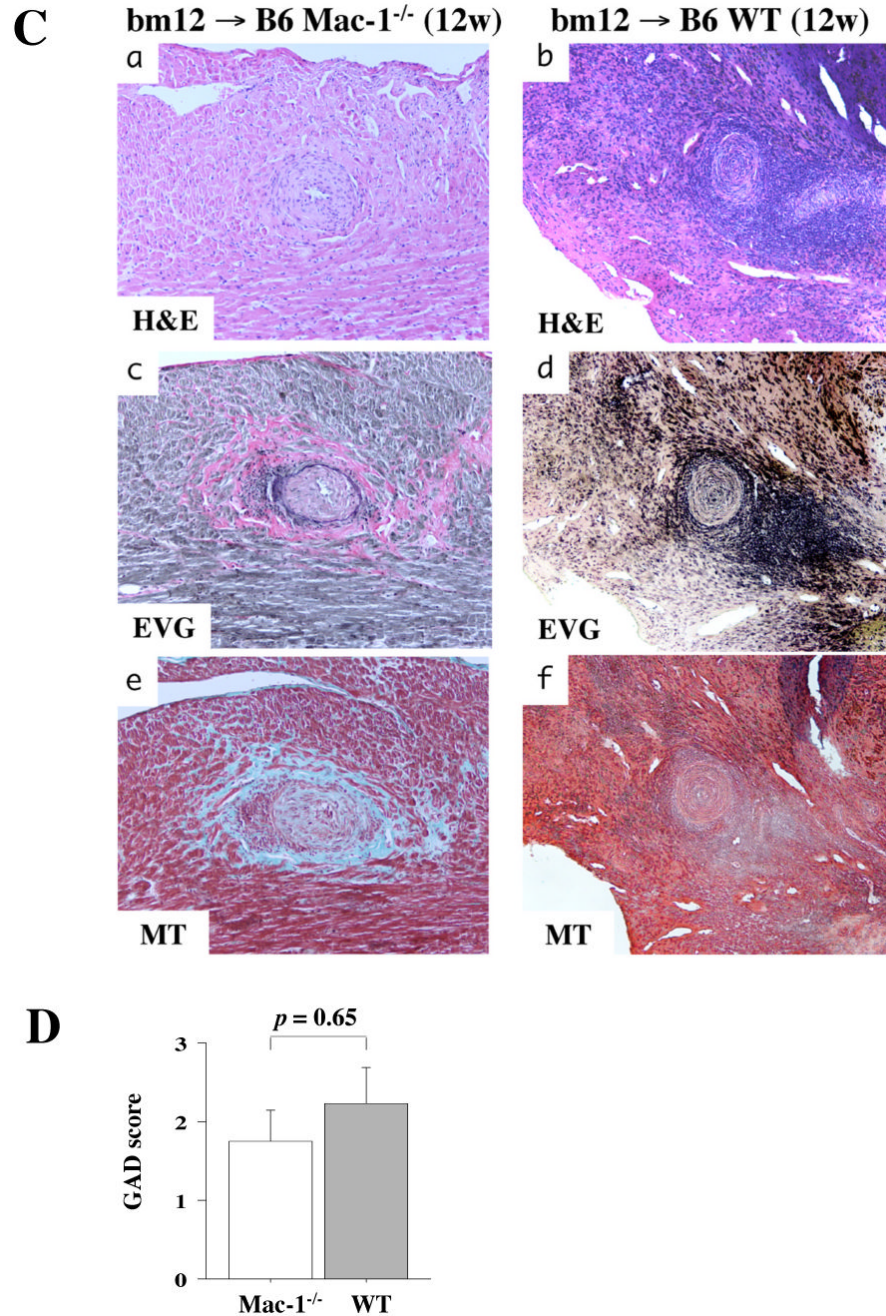 C
bm12 → B6 Mac-1-/- (12w)
bm12 → B6 WT (12w)
a
H&E
b
H&E
c
EVG
d
EVG
e
MT
f
MT
D
p = 0.65
GAD score
3
2
1
0
Mac-1-/-
WT